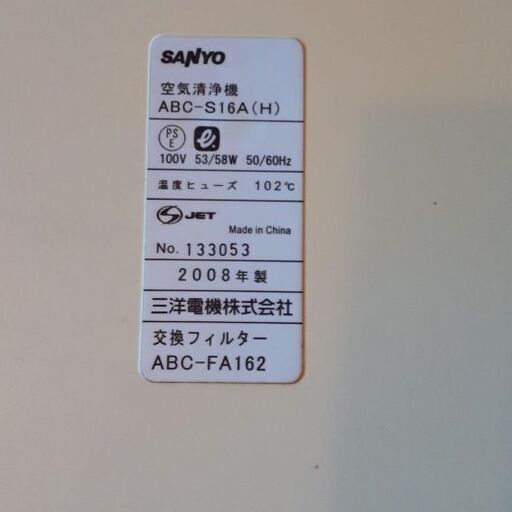 SANYO
空気清浄機
ABC-S16A(H)
PS
E
e
100V 53/58W 50/60Hz
温度ヒューズ 102℃
S JET
Made in China
No. 133053
2008年製
三洋電機株式会社
交換フィルター
ABC-FA162